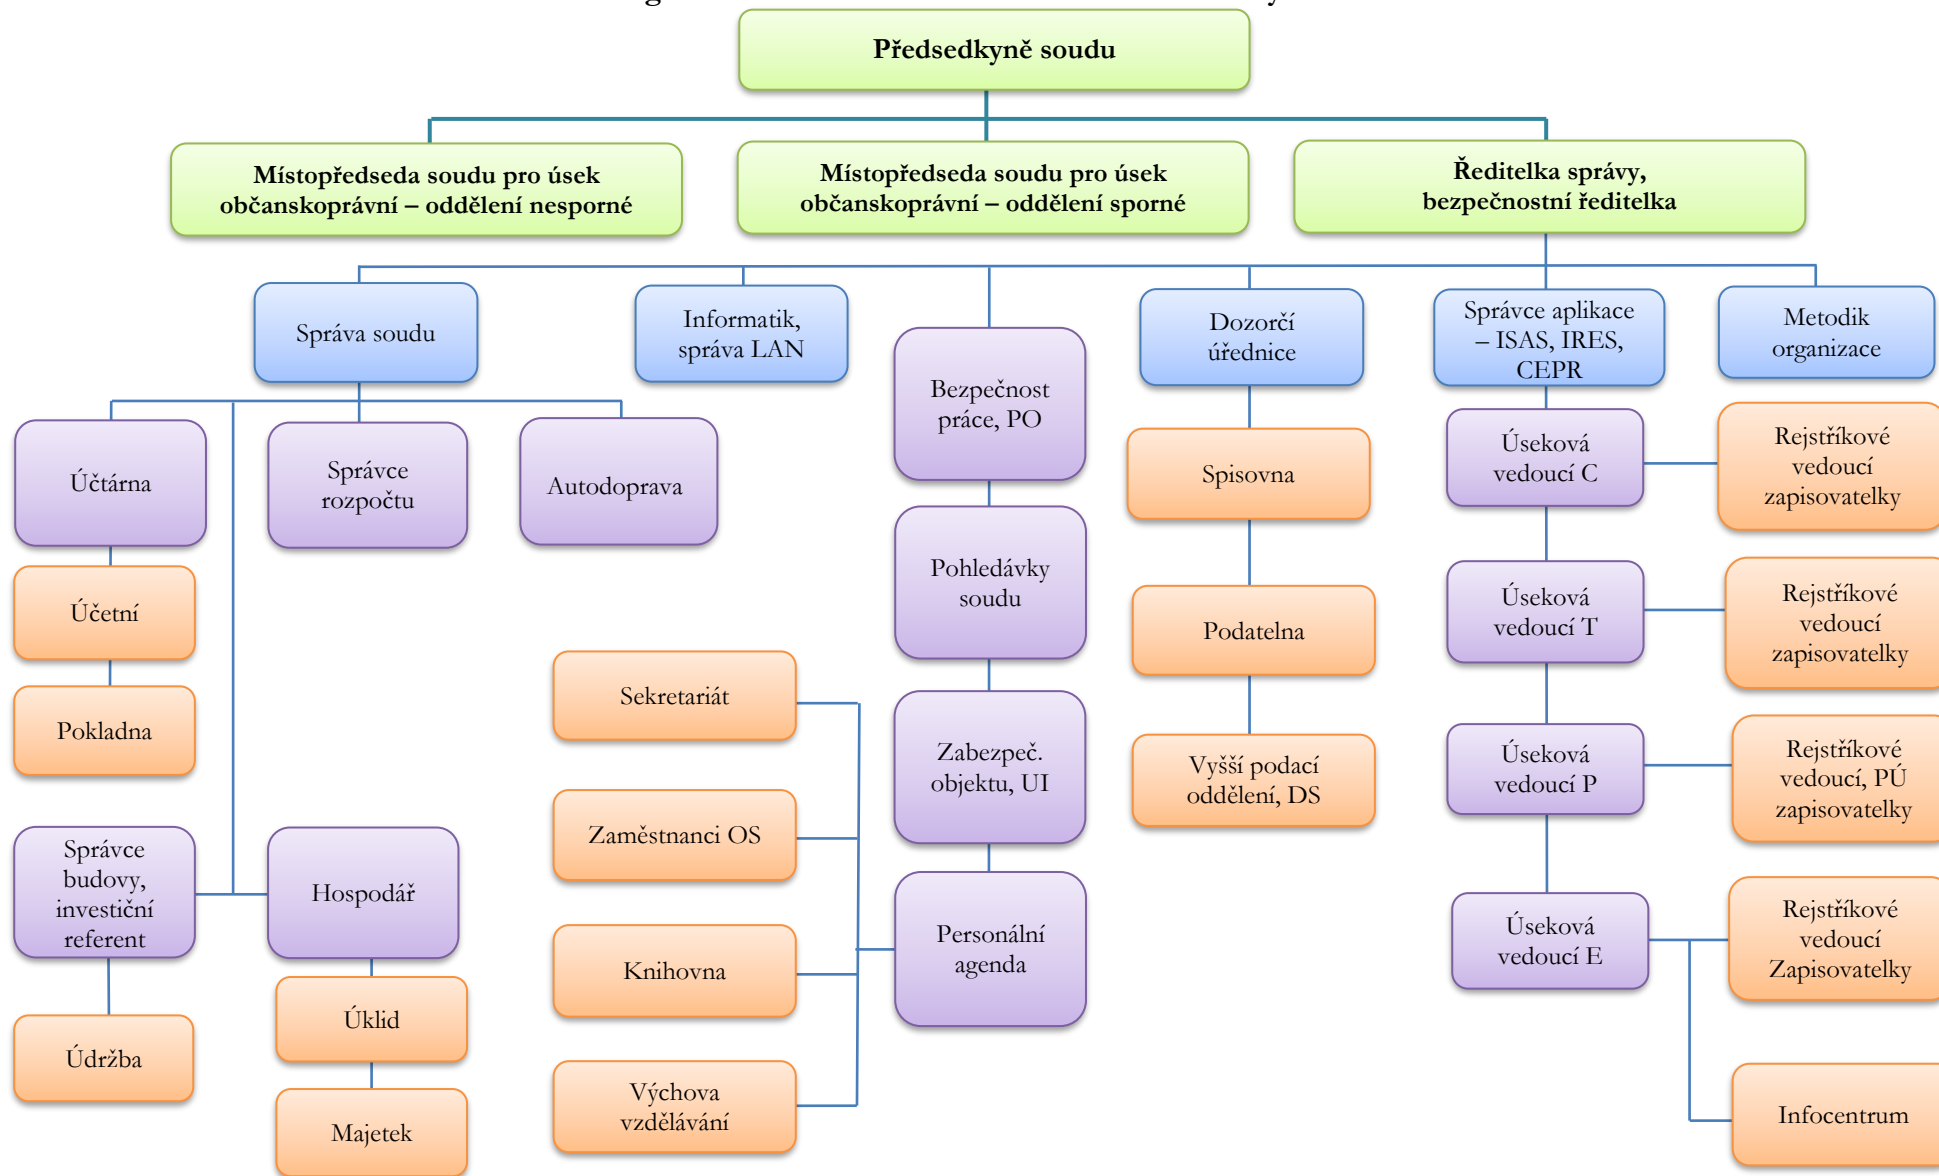 Předsedkyně soudu
Místopředseda soudu pro úsek
občanskoprávní – oddělení nesporné
Místopředseda soudu pro úsek
občanskoprávní – oddělení sporné
Ředitelka správy,
bezpečnostní ředitelka
Správa soudu
Informatik,
správa LAN
Bezpečnost
práce, PO
Dozorčí
úřednice
Správce aplikace
– ISAS, IRES,
CEPR
Metodik
organizace
Účtárna
Správce
rozpočtu
Autodoprava
Spisovna
Úseková
vedoucí C
Rejstříkové
vedoucí
zapisovatelky
Účetní
Pohledávky
soudu
Podatelna
Úseková
vedoucí T
Rejstříkové
vedoucí
zapisovatelky
Pokladna
Sekretariát
Zabezpeč.
objektu, UI
Vyšší podací
oddělení, DS
Úseková
vedoucí P
Rejstříkové
vedoucí, PÚ
zapisovatelky
Správce
budovy,
investiční
referent
Hospodář
Zaměstnanci OS
Personální
agenda
Úseková
vedoucí E
Rejstříkové
vedoucí
Zapisovatelky
Knihovna
Údržba
Úklid
Výchova
vzdělávání
Majetek
Infocentrum